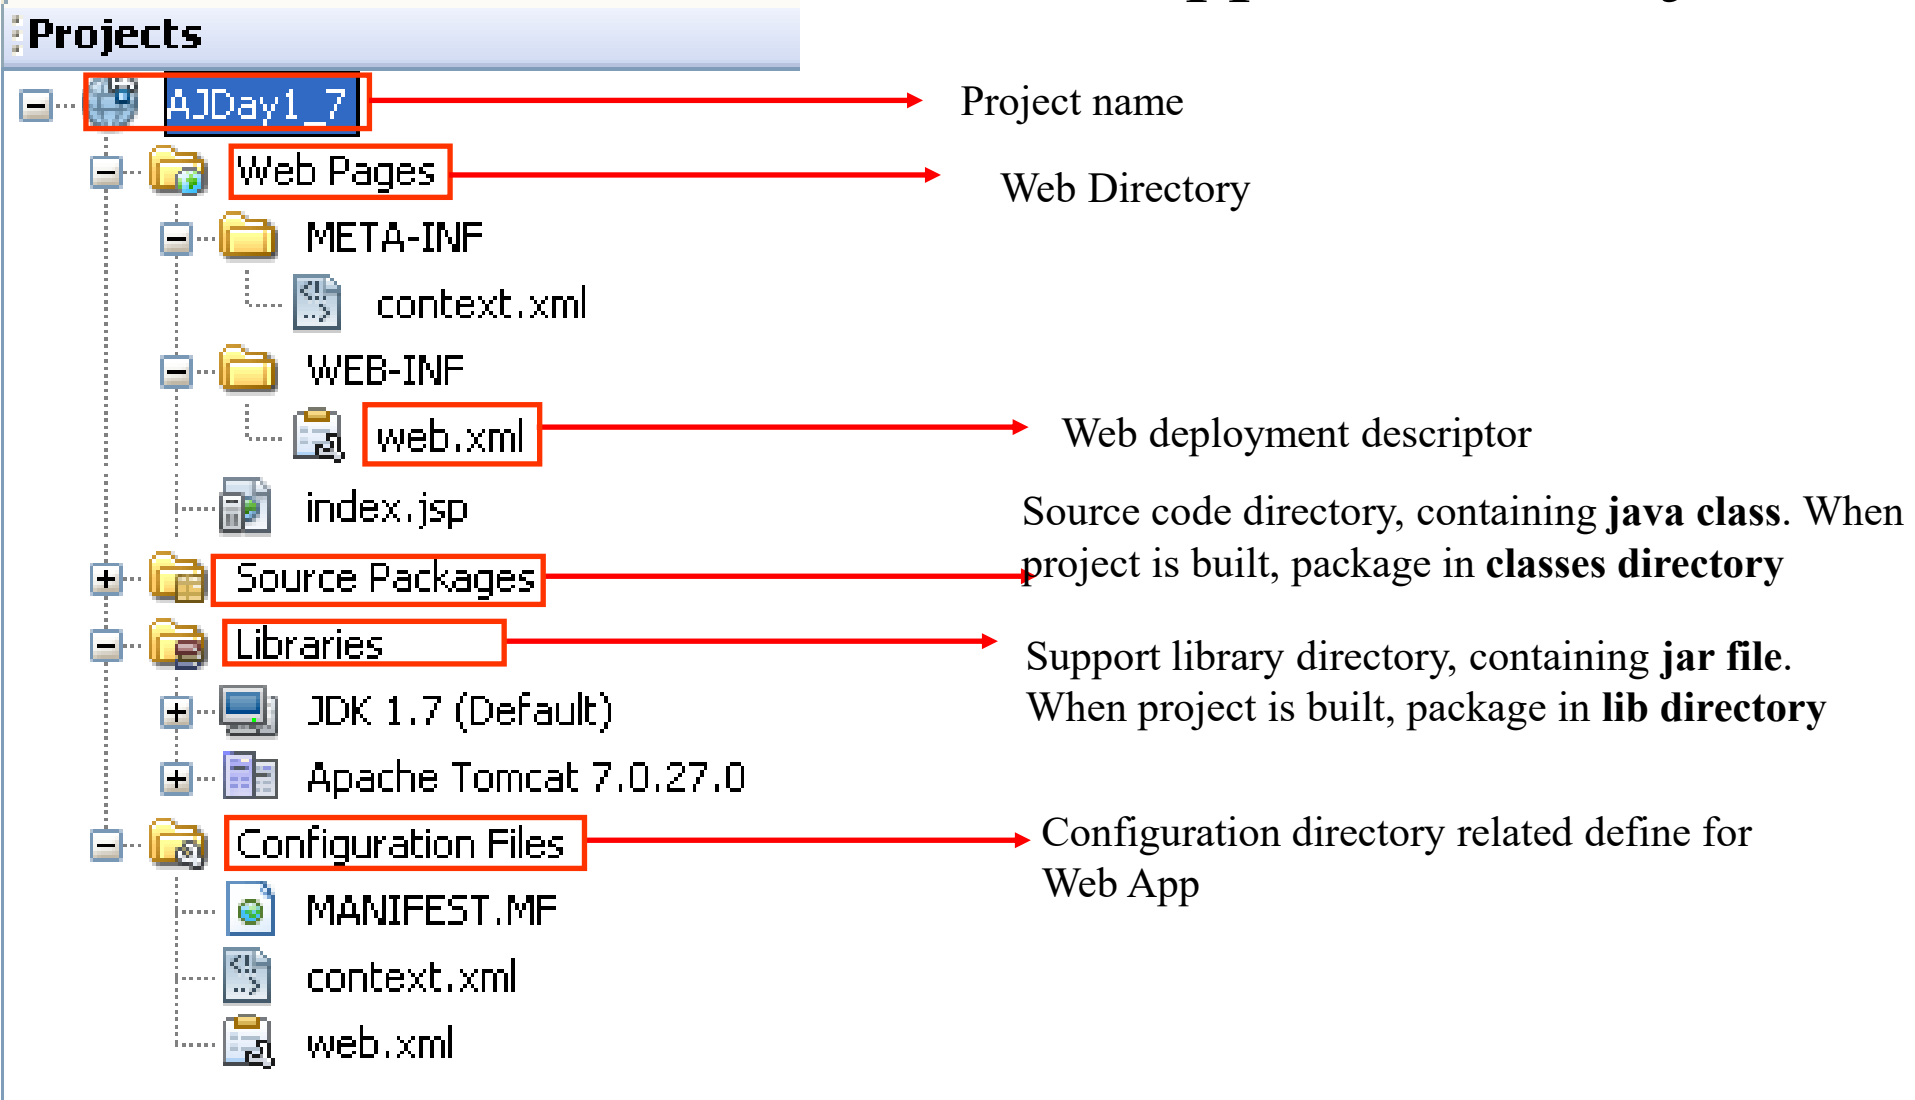 Projects
AJDay1_7
Project name
Web Pages
Web Directory
META-INF
context.xml
WEB-INF
web.xml
Web deployment descriptor
index.jsp
Source code directory, containing java class. When
project is built, package in classes directory
Source Packages
Libraries
Support library directory, containing jar file.
When project is built, package in lib directory
JDK 1.7 (Default)
Apache Tomcat 7.0.27.0
Configuration Files
Configuration directory related define for
Web App
MANIFEST.MF
context.xml
web.xml